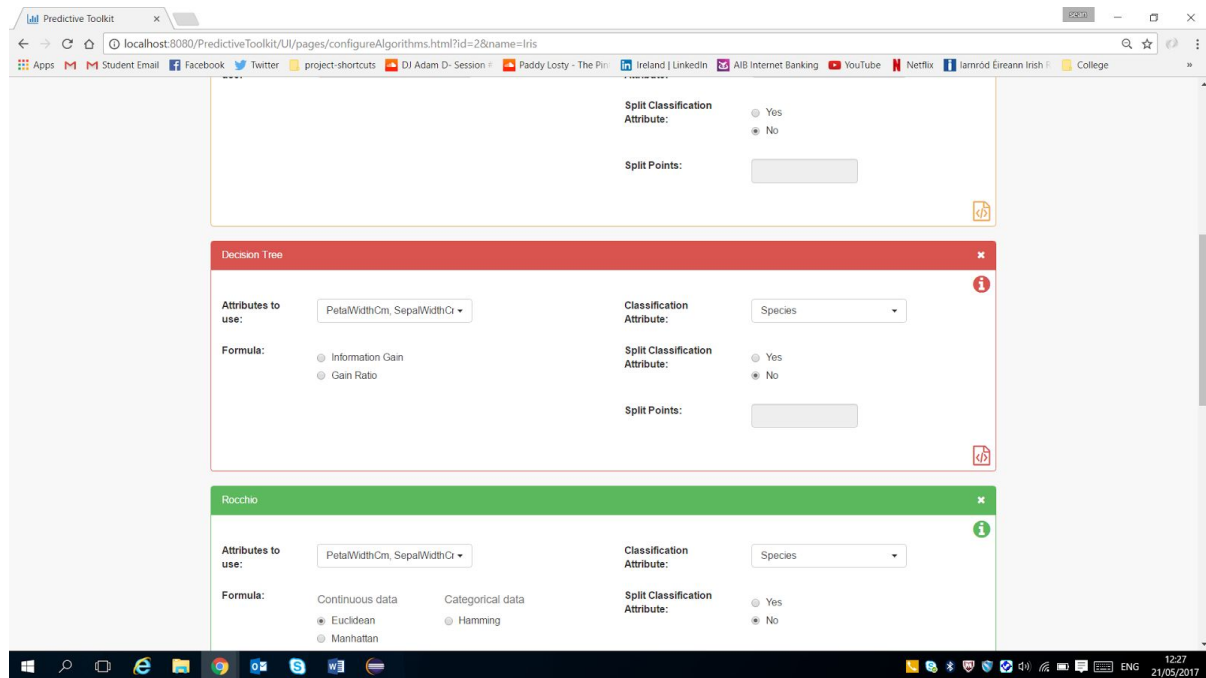 Predictive Toolkit
sean
localhost:8080/PredictiveToolkit/UI/pages/configureAlgorithms.html?id=2&name=Iris
Apps Student Email Facebook Twitter project-shortcuts DJ Adam D- Session Paddy Losty - The Pin Ireland | LinkedIn AIB Internet Banking YouTube Netflix Iarnród Éireann Irish R College »
Split Classification
Attribute:
Yes
No
Split Points:
Decision Tree
Attributes to
use:
PetalWidthCm, SepalWidthCr
Classification
Attribute:
Species
Formula:
Information Gain
Gain Ratio
Split Classification
Attribute:
Yes
No
Split Points:
Rocchio
Attributes to
use:
PetalWidthCm, SepalWidthCr
Classification
Attribute:
Species
Formula:
Continuous data Categorical data
Euclidean Hamming
Manhattan
Split Classification
Attribute:
Yes
No
ENG
12:27
21/05/2017